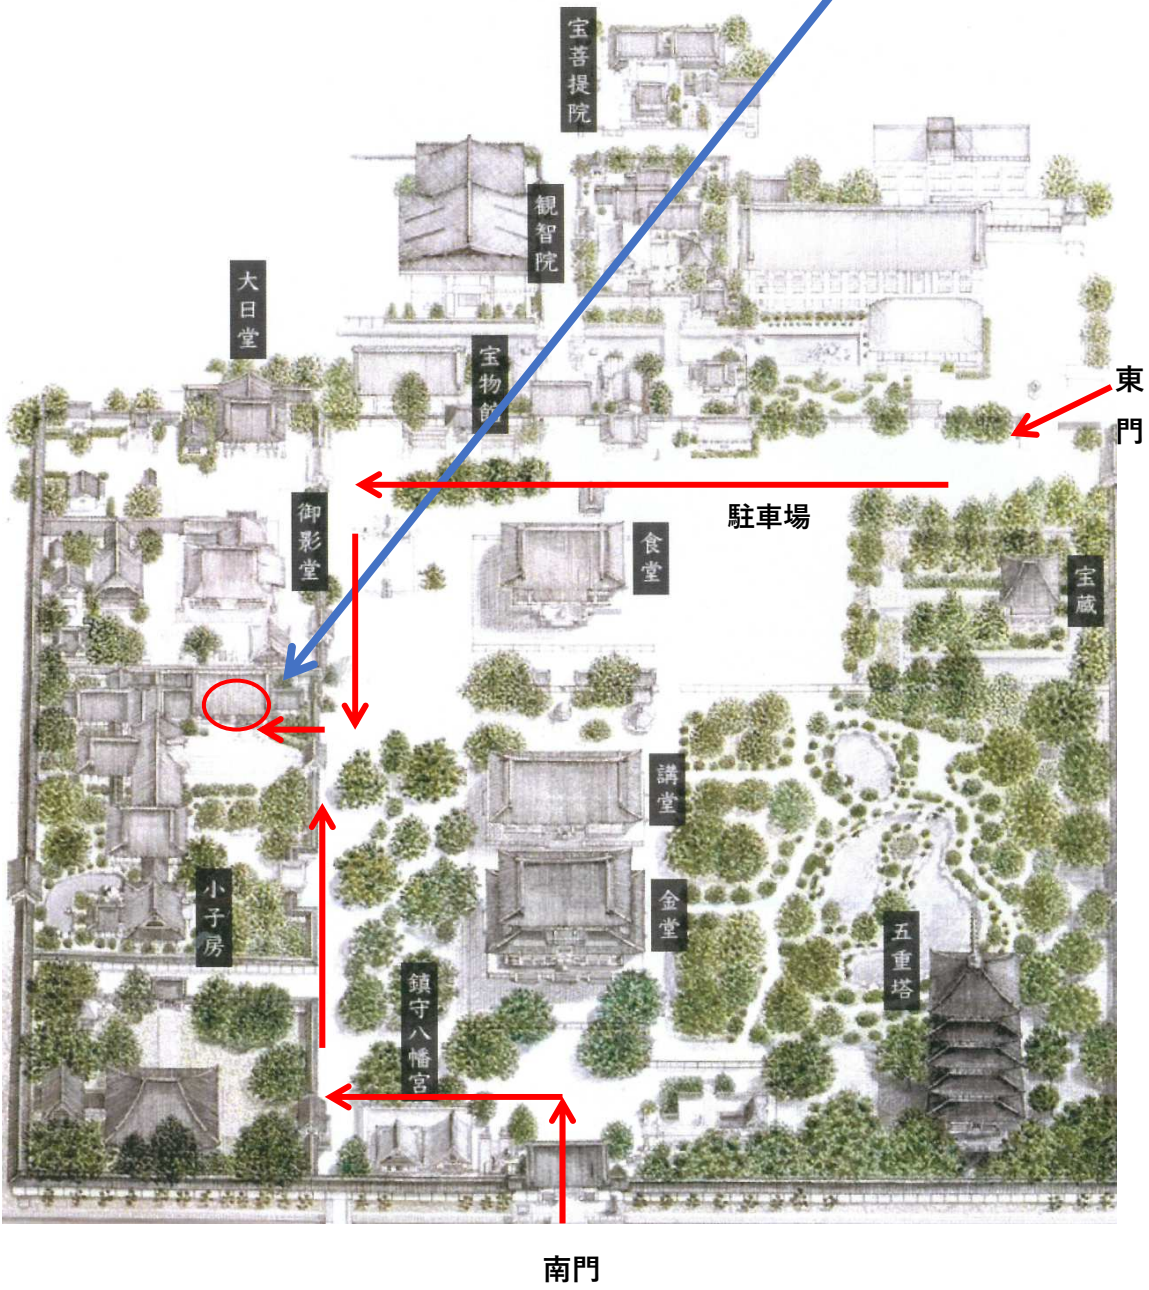 宝菩提院
観智院
大日堂
宝物館
東門
御影堂
駐車場
食堂
宝蔵
講堂
小子房
金堂
五重塔
鎮守八幡宮
南門